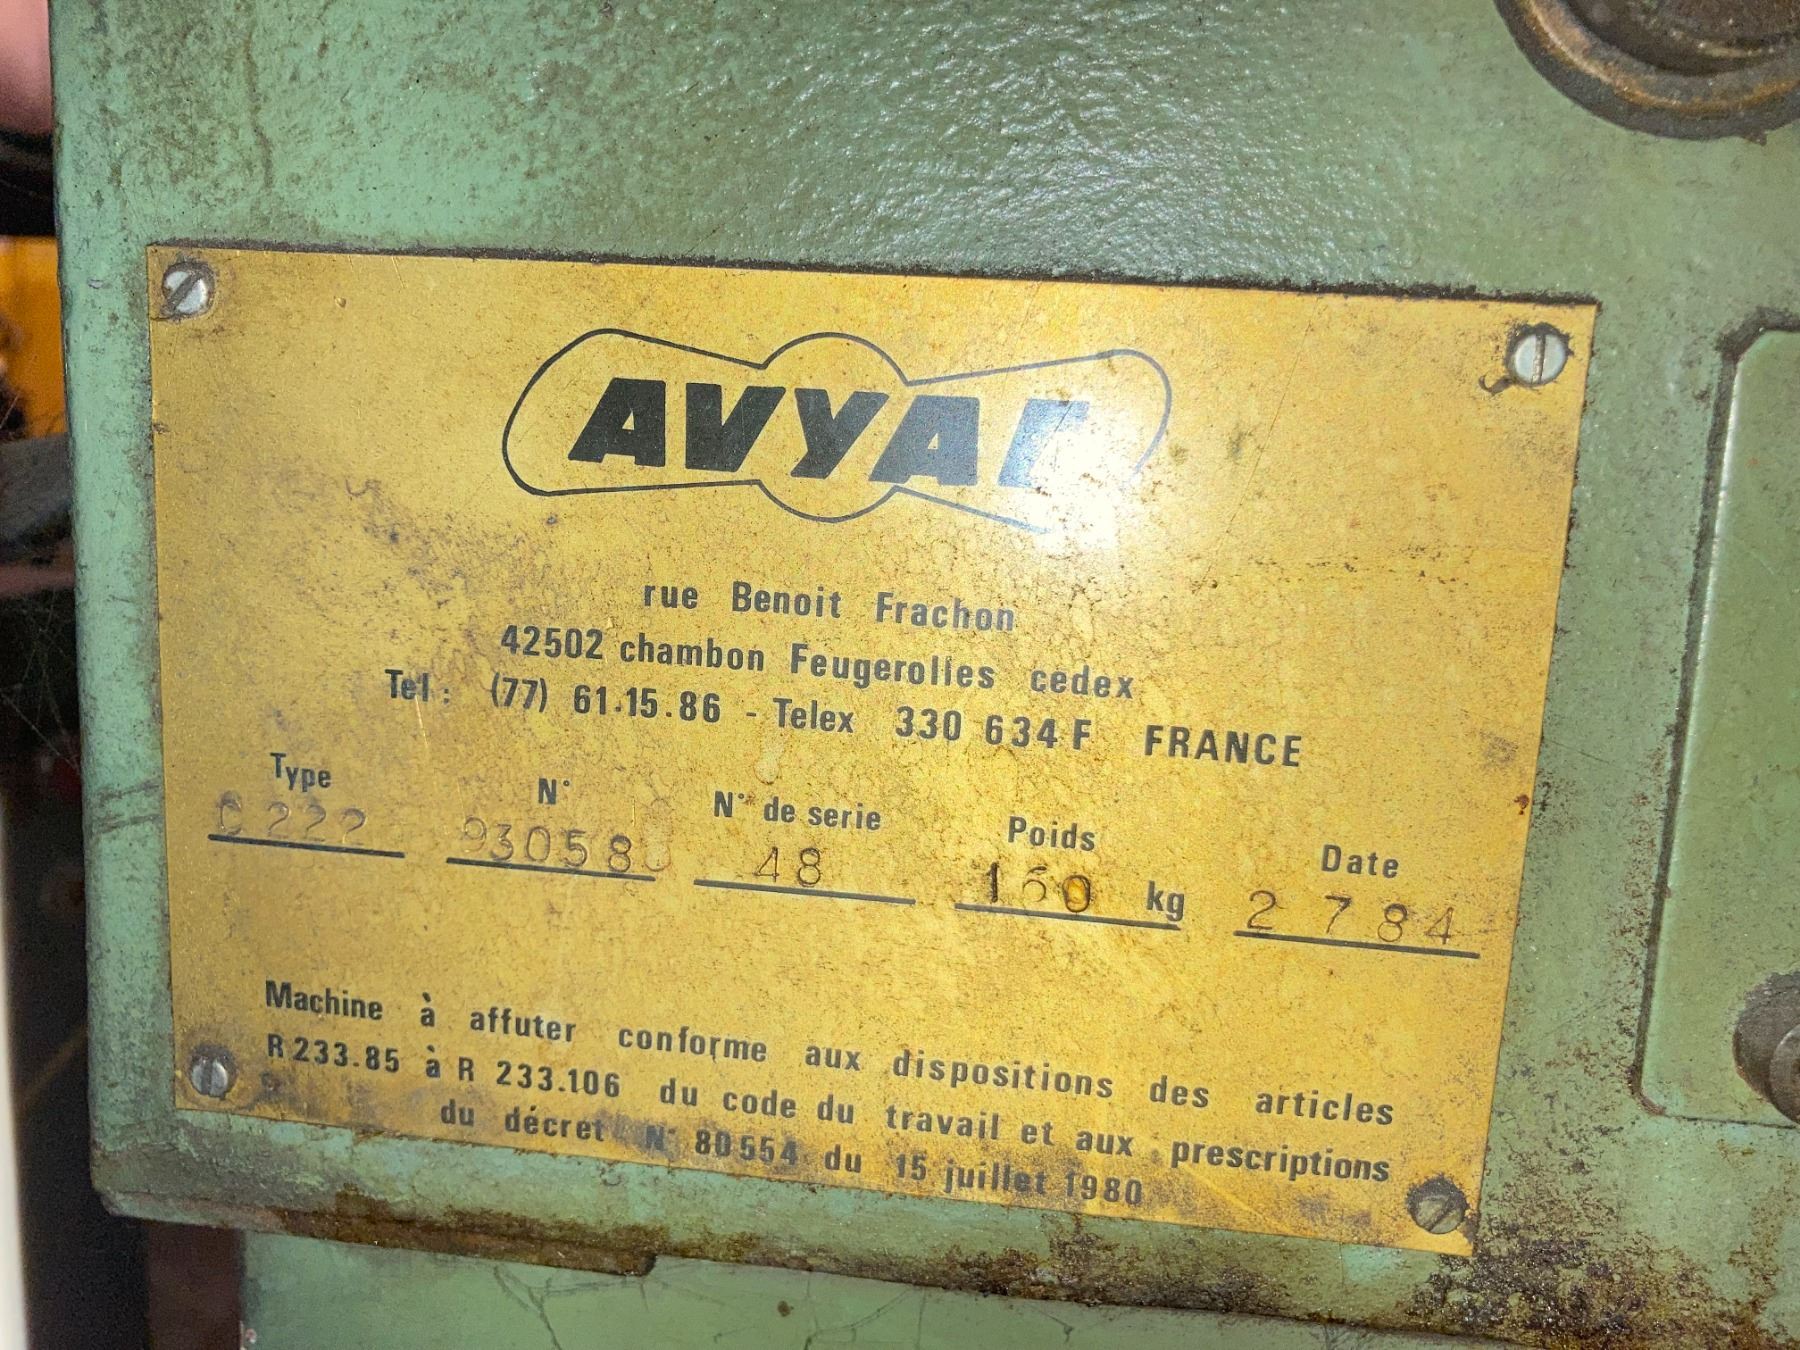 AVYAC
rue Benoit Frachon
42502 chambon Feugerolles cedex
Tel : (77) 61.15.86 - Telex 330 634 F FRANCE
Type N° N° de serie Poids Date
C 222 93058 48 160 kg 2 7 84
Machine à affuter conforme aux dispositions des articles
R 233.85 à R 233.106 du code du travail et aux prescriptions
du décret N° 80554 du 15 juillet 1980